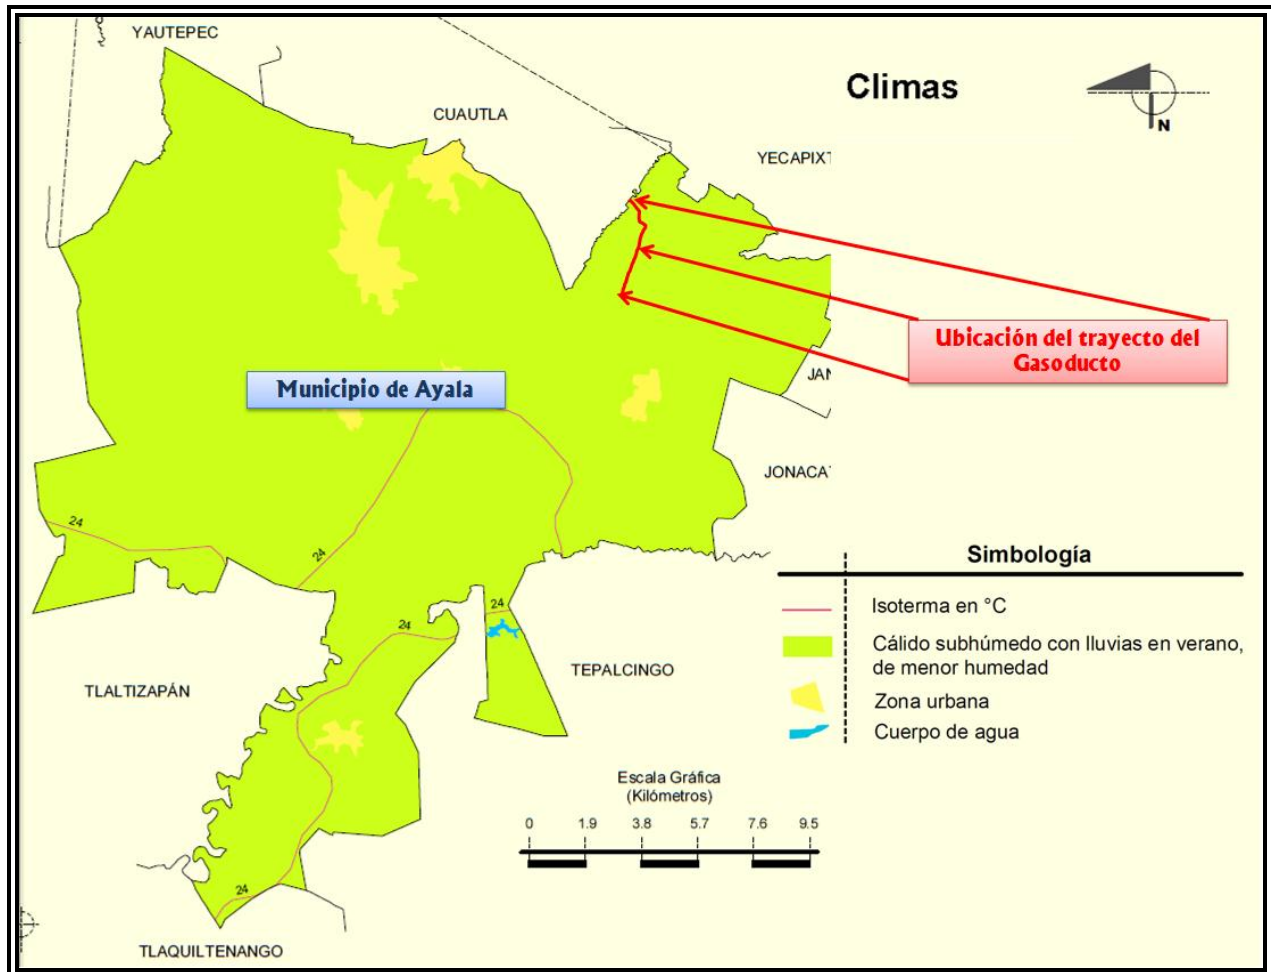 YAUTEPEC
CUAUTLA
Climas
N
YECAPIXT
Ubicación del trayecto del
Gasoducto
JAN
Municipio de Ayala
JONACA
24
24
24
24
24
TEPALCINGO
TLALTIZAPÁN
TLAQUILTENANGO
Simbología
Isoterma en °C
Cálido subhúmedo con lluvias en verano,
de menor humedad
Zona urbana
Cuerpo de agua
Escala Gráfica
(Kilómetros)
0 1.9 3.8 5.7 7.6 9.5